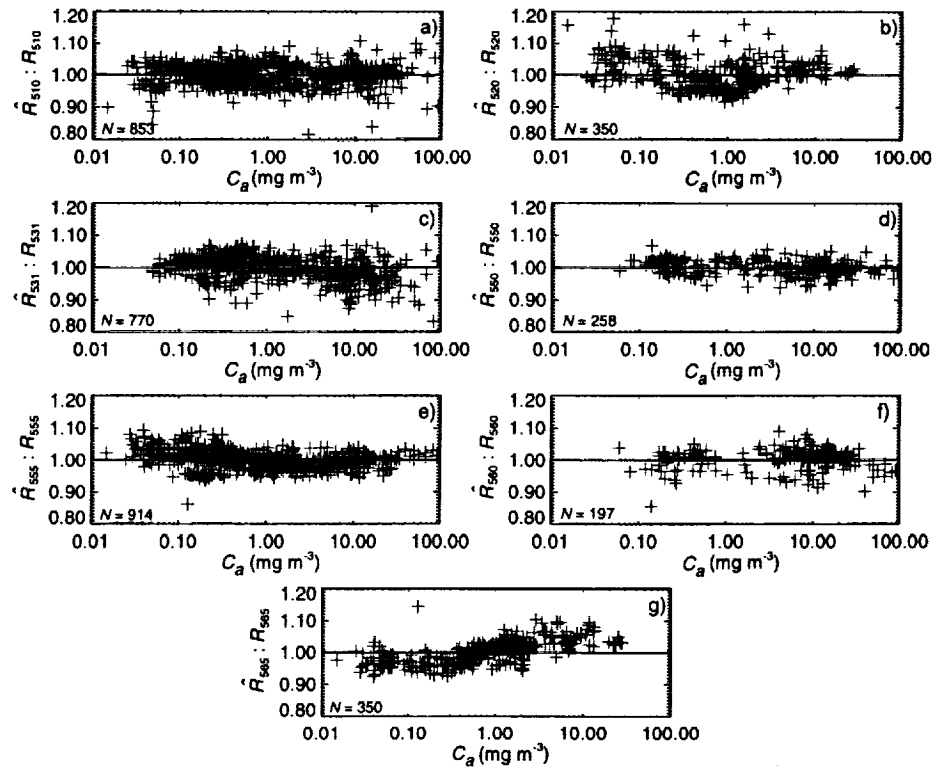 a)
1.20
1.10
1.00
0.90
0.80
R̂510 : R510
N = 853
0.01 0.10 1.00 10.00 100.00
Ca (mg m-3)
b)
1.20
1.10
1.00
0.90
0.80
R̂520 : R520
N = 350
0.01 0.10 1.00 10.00 100.00
Ca (mg m-3)
c)
1.20
1.10
1.00
0.90
0.80
R̂531 : R531
N = 770
0.01 0.10 1.00 10.00 100.00
Ca (mg m-3)
d)
1.20
1.10
1.00
0.90
0.80
R̂550 : R550
N = 258
0.01 0.10 1.00 10.00 100.00
Ca (mg m-3)
e)
1.20
1.10
1.00
0.90
0.80
R̂555 : R555
N = 914
0.01 0.10 1.00 10.00 100.00
Ca (mg m-3)
f)
1.20
1.10
1.00
0.90
0.80
R̂560 : R560
N = 197
0.01 0.10 1.00 10.00 100.00
Ca (mg m-3)
g)
1.20
1.10
1.00
0.90
0.80
R̂565 : R565
N = 350
0.01 0.10 1.00 10.00 100.00
Ca (mg m-3)